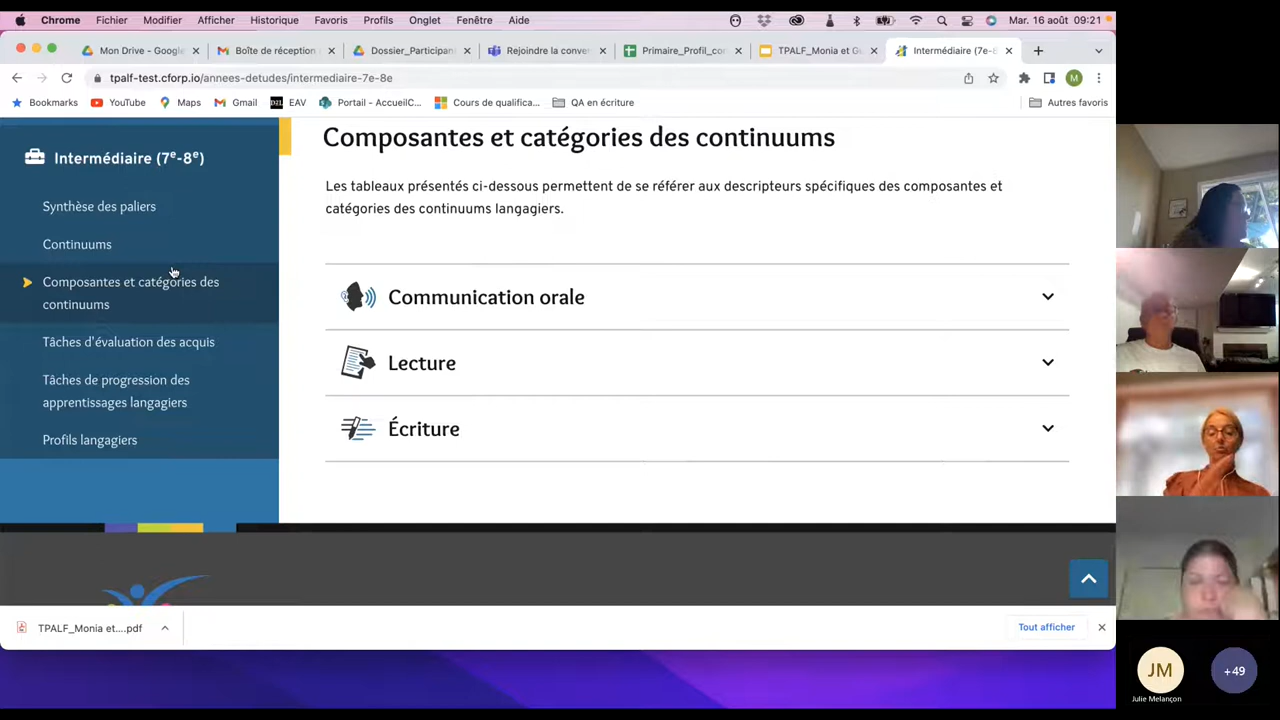 Chrome Fichier Modifier Afficher Historique Favoris Profils Onglet Fenêtre Aide Mar. 16 août 09:21
Mon Drive - Google Boîte de réception Dossier_Participan Rejoindre la conver Primaire_Profil_con TPALF_Monia et Gu Intermédiaire (7e-8
tpalf-test.cforp.io/annees-detudes/intermediaire-7e-8e M
Bookmarks YouTube Maps Gmail D2L EAV Portail - AccueilC... Cours de qualifica... QA en écriture Autres favoris
Intermédiaire (7e-8e)
Synthèse des paliers
Continuums
Composantes et catégories des
continuums
Tâches d'évaluation des acquis
Tâches de progression des
apprentissages langagiers
Profils langagiers
Composantes et catégories des continuums
Les tableaux présentés ci-dessous permettent de se référer aux descripteurs spécifiques des composantes et
catégories des continuums langagiers.
Communication orale
Lecture
Écriture
TPALF_Monia et....pdf Tout afficher
JM
Julie Melançon
+49